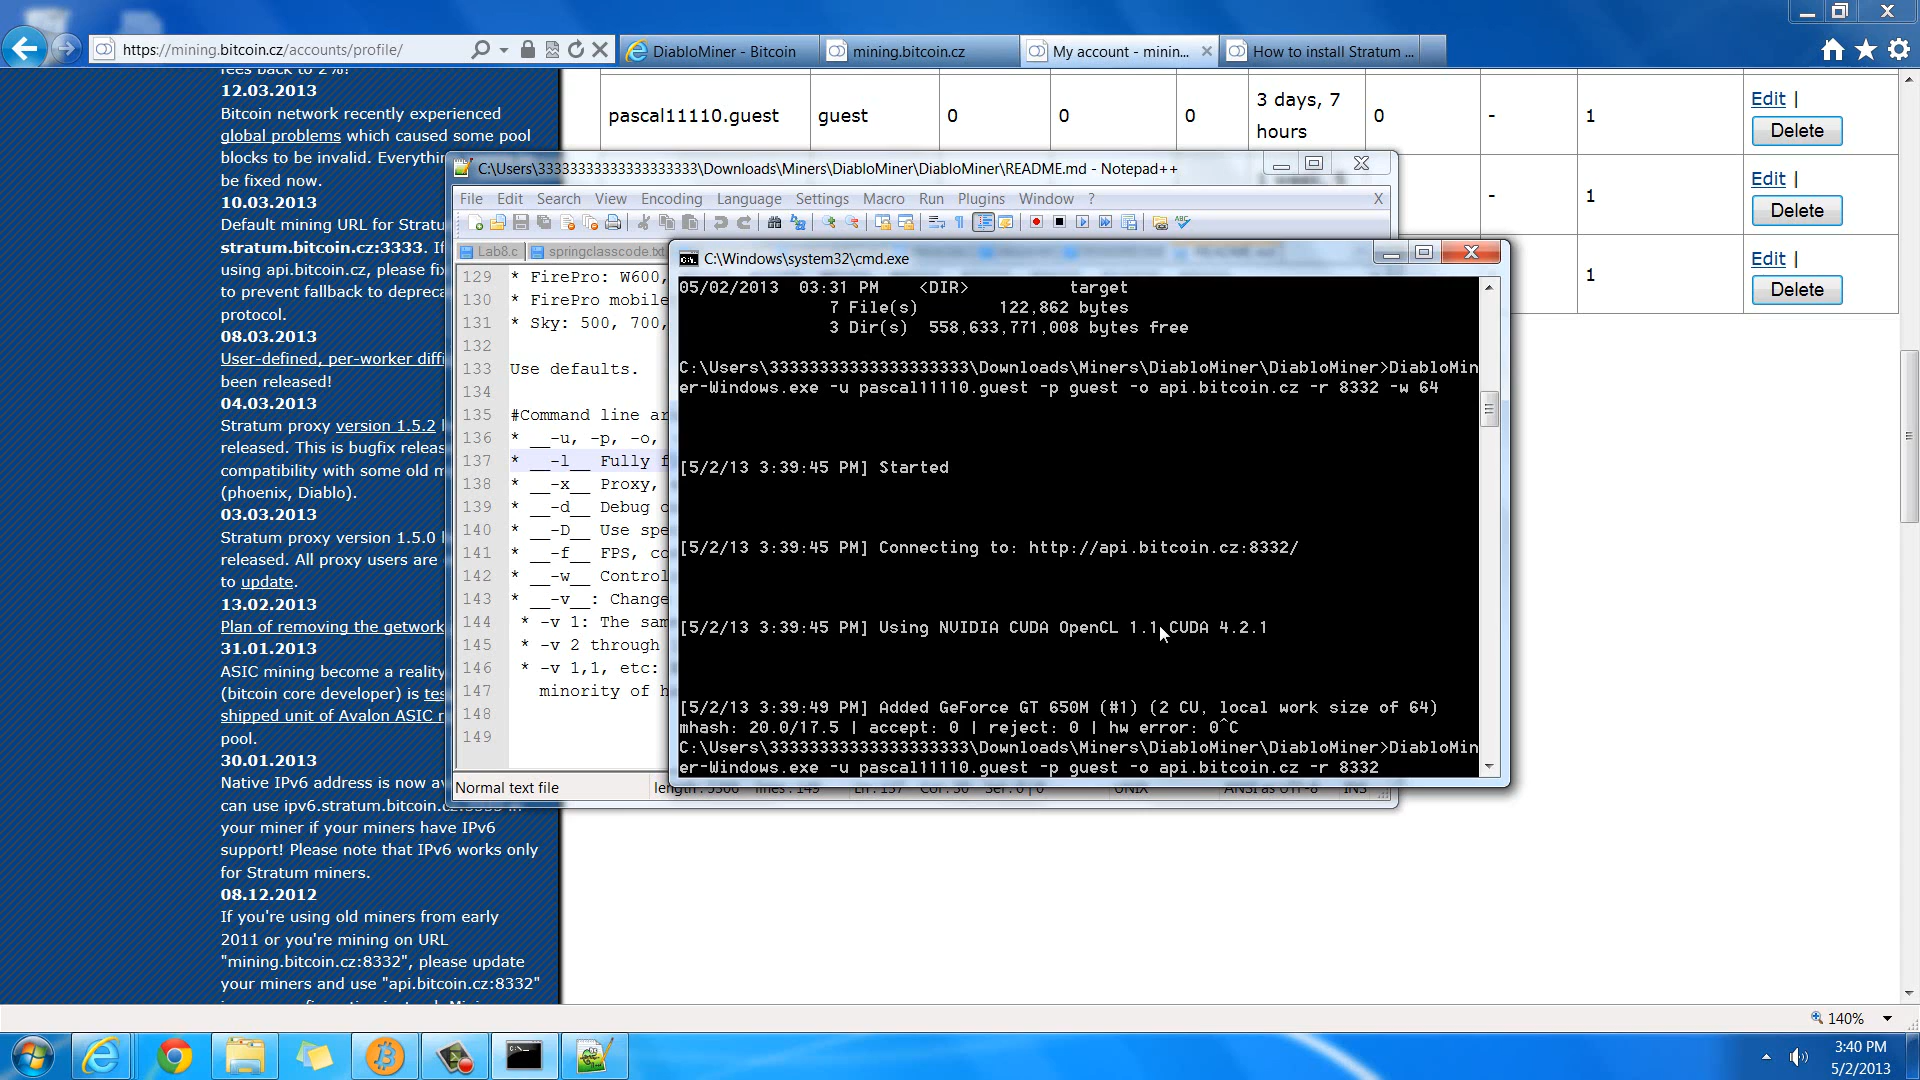 https://mining.bitcoin.cz/accounts/profile/
DiabloMiner - Bitcoin
mining.bitcoin.cz
My account - minin...
How to install Stratum ...
fees back to 2%!
12.03.2013
Bitcoin network recently experienced
global problems which caused some pool
blocks to be invalid. Everythin
be fixed now.
10.03.2013
Default mining URL for Strat
stratum.bitcoin.cz:3333. If
using api.bitcoin.cz, please fix
to prevent fallback to depreca
protocol.
08.03.2013
User-defined, per-worker diffi
been released!
04.03.2013
Stratum proxy version 1.5.2
released. This is bugfix releas
compatibility with some old m
(phoenix, Diablo).
03.03.2013
Stratum proxy version 1.5.0
released. All proxy users are
to update.
13.02.2013
Plan of removing the getwork
31.01.2013
ASIC mining become a reality
(bitcoin core developer) is tes
shipped unit of Avalon ASIC r
pool.
30.01.2013
Native IPv6 address is now av
can use ipv6.stratum.bitcoin.cz:3333 in
your miner if your miners have IPv6
support! Please note that IPv6 works only
for Stratum miners.
08.12.2012
If you're using old miners from early
2011 or you're mining on URL
"mining.bitcoin.cz:8332", please update
your miners and use "api.bitcoin.cz:8332"
pascal11110.guest guest 0 0 0 3 days, 7 hours 0 - 1 Edit | Delete
- 1 Edit | Delete
1 Edit | Delete
C:\Users\33333333333333333333\Downloads\Miners\DiabloMiner\DiabloMiner\README.md - Notepad++
File Edit Search View Encoding Language Settings Macro Run Plugins Window ? X
Lab8.c springclasscode.txt
129 * FirePro: W600,
130 * FirePro mobile
131 * Sky: 500, 700,
132
133 Use defaults.
134
135 #Command line ar
136 * __-u, -p, -o,
137 * __-l__ Fully f
138 * __-x__ Proxy,
139 * __-d__ Debug o
140 * __-D__ Use spe
141 * __-f__ FPS, co
142 * __-w__ Control
143 * __-v__: Change
144 * -v 1: The sam
145 * -v 2 through
146 * -v 1,1, etc:
147 minority of h
148
149
Normal text file
C:\Windows\system32\cmd.exe
05/02/2013 03:31 PM <DIR> target
7 File(s) 122,862 bytes
3 Dir(s) 558,633,771,008 bytes free
C:\Users\33333333333333333333\Downloads\Miners\DiabloMiner\DiabloMiner>DiabloMin
er-Windows.exe -u pascal11110.guest -p guest -o api.bitcoin.cz -r 8332 -w 64
[5/2/13 3:39:45 PM] Started
[5/2/13 3:39:45 PM] Connecting to: http://api.bitcoin.cz:8332/
[5/2/13 3:39:45 PM] Using NVIDIA CUDA OpenCL 1.1 CUDA 4.2.1
[5/2/13 3:39:49 PM] Added GeForce GT 650M (#1) (2 CU, local work size of 64)
mhash: 20.0/17.5 | accept: 0 | reject: 0 | hw error: 0^C
C:\Users\33333333333333333333\Downloads\Miners\DiabloMiner\DiabloMiner>DiabloMin
er-Windows.exe -u pascal11110.guest -p guest -o api.bitcoin.cz -r 8332
140%
3:40 PM
5/2/2013